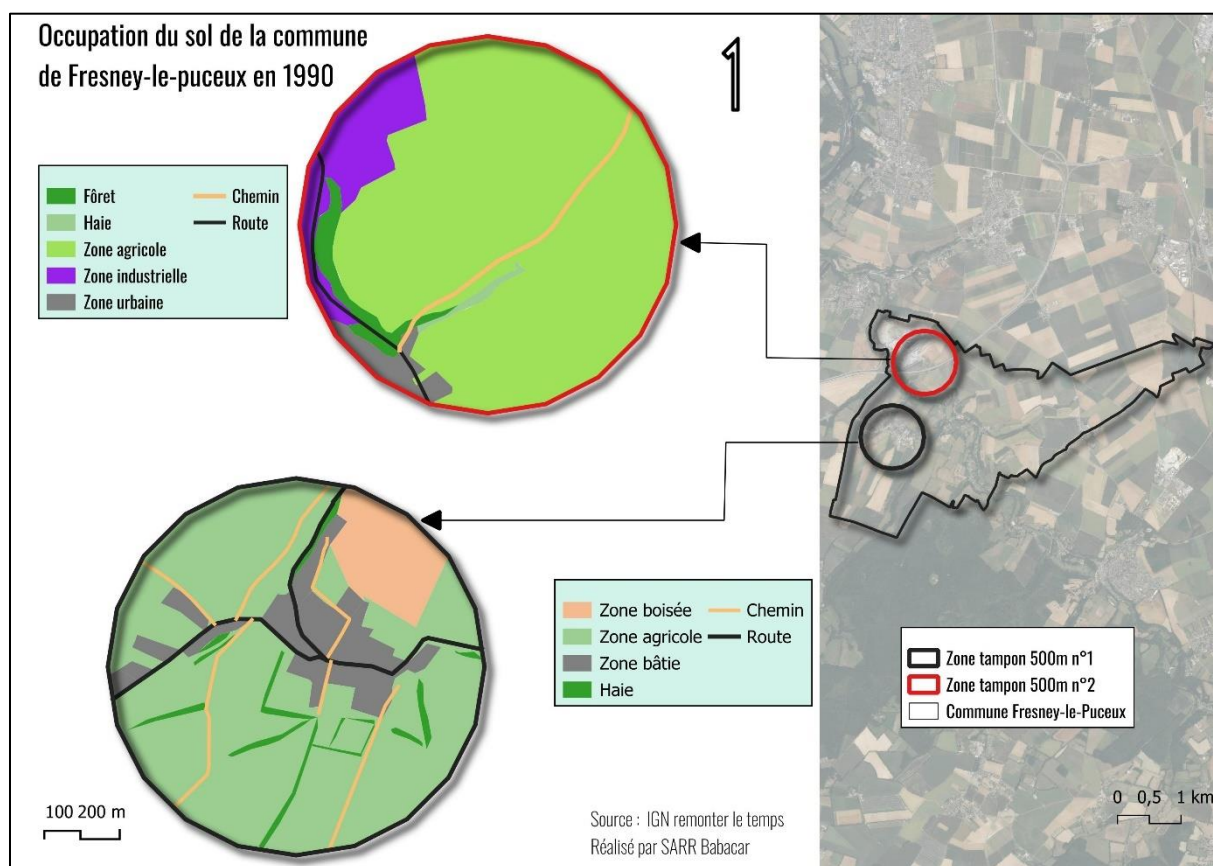 Occupation du sol de la commune
de Fresney-le-puceux en 1990
1
Fôret
Haie
Zone agricole
Zone industrielle
Zone urbaine
Chemin
Route
Zone boisée
Zone agricole
Zone bâtie
Haie
Chemin
Route
Zone tampon 500m n°1
Zone tampon 500m n°2
Commune Fresney-le-Puceux
100 200 m
Source : IGN remonter le temps
Réalisé par SARR Babacar
0 0,5 1 km